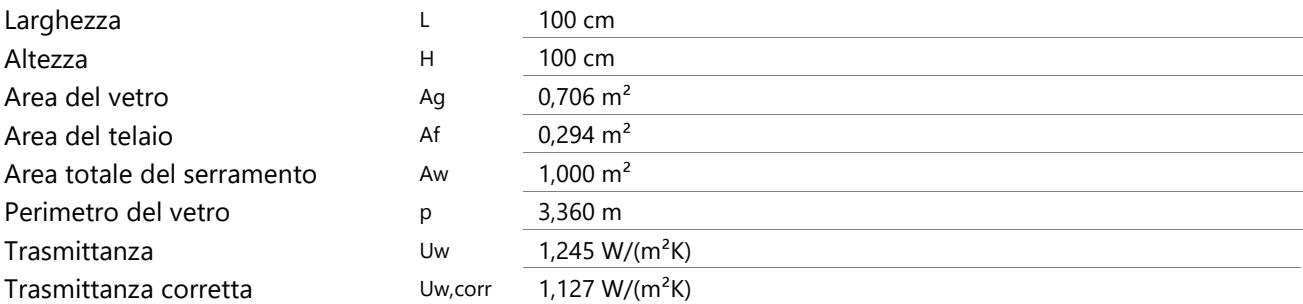 Larghezza L 100 cm
Altezza H 100 cm
Area del vetro Ag 0,706 m²
Area del telaio Af 0,294 m²
Area totale del serramento Aw 1,000 m²
Perimetro del vetro p 3,360 m
Trasmittanza Uw 1,245 W/(m²K)
Trasmittanza corretta Uw,corr 1,127 W/(m²K)